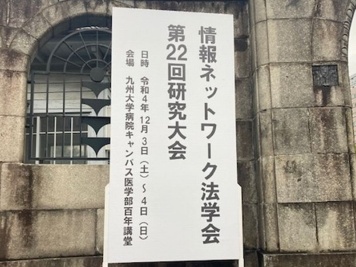 情報ネットワーク法学会
第22回研究大会
日時 令和4年12月3日(土)~4日(日)
会場 九州大学病院キャンパス医学部百年講堂